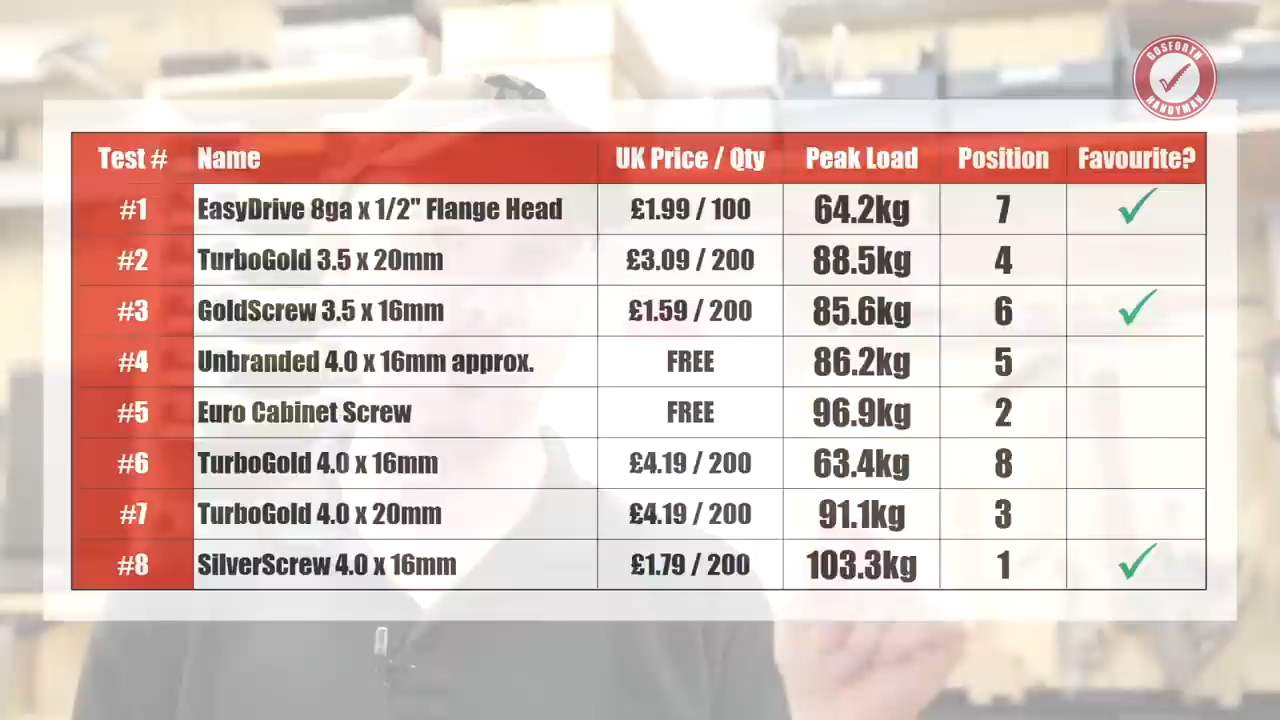 GOSFORTH
HANDYMAN
Test # Name UK Price / Qty Peak Load Position Favourite?
#1 EasyDrive 8ga x 1/2" Flange Head £1.99 / 100 64.2kg 7
#2 TurboGold 3.5 x 20mm £3.09 / 200 88.5kg 4
#3 GoldScrew 3.5 x 16mm £1.59 / 200 85.6kg 6
#4 Unbranded 4.0 x 16mm approx. FREE 86.2kg 5
#5 Euro Cabinet Screw FREE 96.9kg 2
#6 TurboGold 4.0 x 16mm £4.19 / 200 63.4kg 8
#7 TurboGold 4.0 x 20mm £4.19 / 200 91.1kg 3
#8 SilverScrew 4.0 x 16mm £1.79 / 200 103.3kg 1